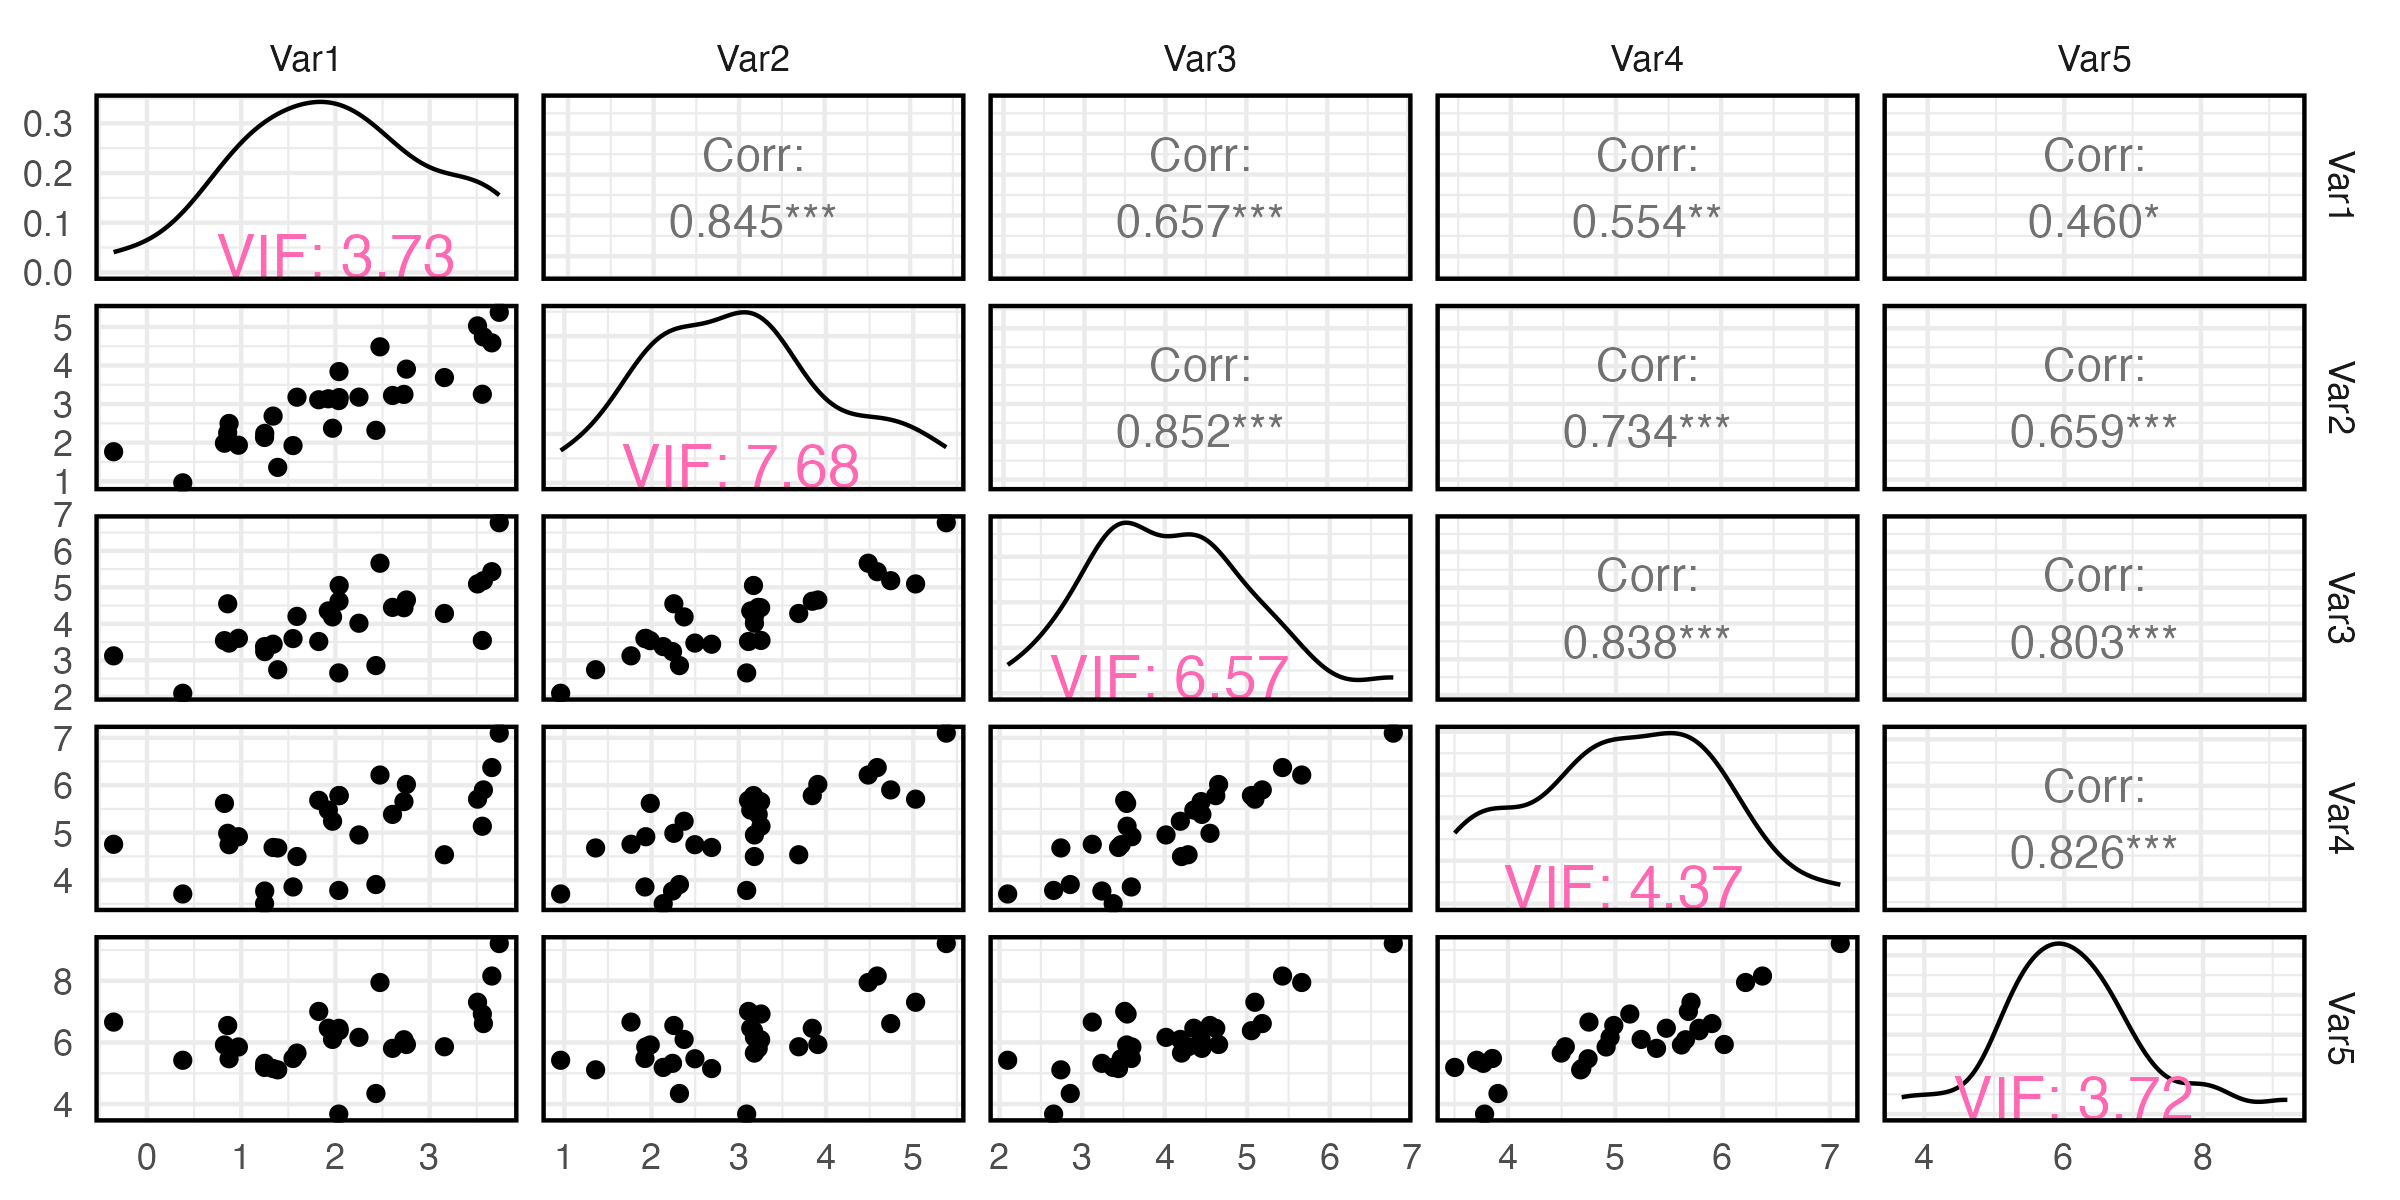 Var1 Var2 Var3 Var4 Var5
0.3
0.2
0.1
0.0
VIF: 3.73
Corr:
0.845***
Corr:
0.657***
Corr:
0.554**
Corr:
0.460*
Var1
5
4
3
2
1
VIF: 7.68
Corr:
0.852***
Corr:
0.734***
Corr:
0.659***
Var2
7
6
5
4
3
2
VIF: 6.57
Corr:
0.838***
Corr:
0.803***
Var3
7
6
5
4
VIF: 4.37
Corr:
0.826***
Var4
8
6
4
VIF: 3.72
Var5
0 1 2 3
1 2 3 4 5
2 3 4 5 6 7
4 5 6 7
4 6 8